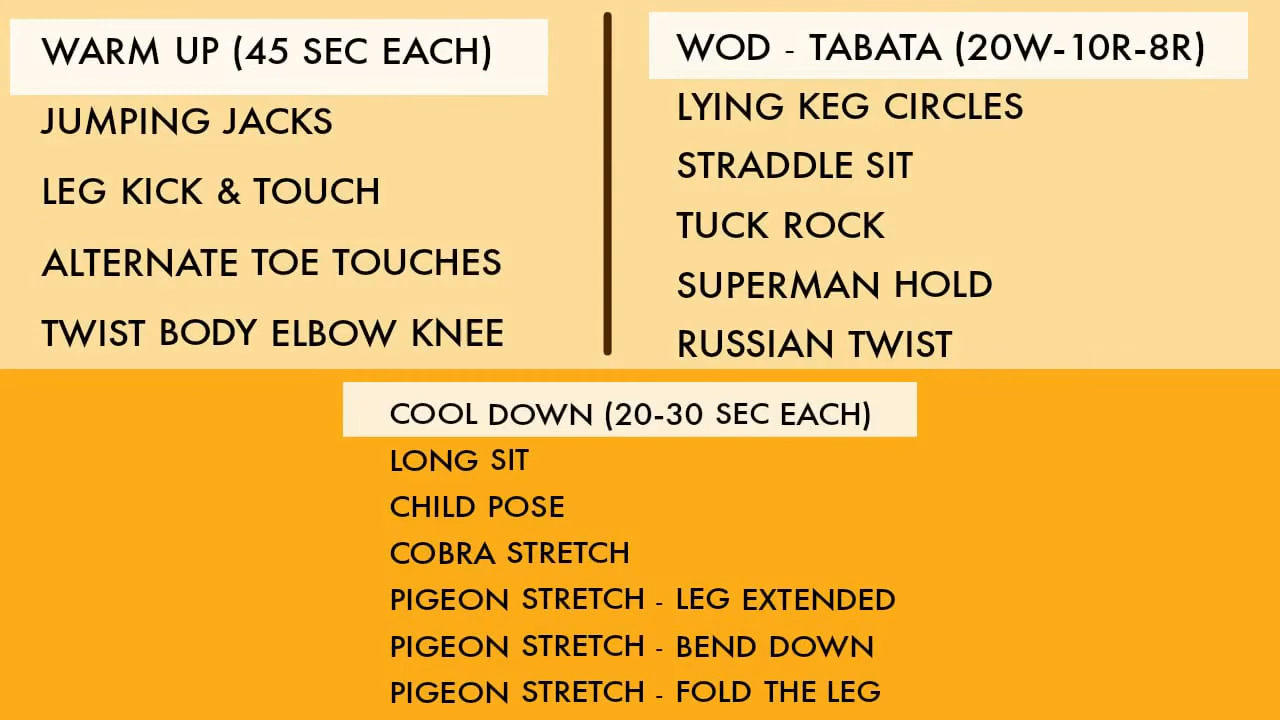 WARM UP (45 SEC EACH)
JUMPING JACKS
LEG KICK & TOUCH
ALTERNATE TOE TOUCHES
TWIST BODY ELBOW KNEE
WOD - TABATA (20W-10R-8R)
LYING KEG CIRCLES
STRADDLE SIT
TUCK ROCK
SUPERMAN HOLD
RUSSIAN TWIST
COOL DOWN (20-30 SEC EACH)
LONG SIT
CHILD POSE
COBRA STRETCH
PIGEON STRETCH - LEG EXTENDED
PIGEON STRETCH - BEND DOWN
PIGEON STRETCH - FOLD THE LEG